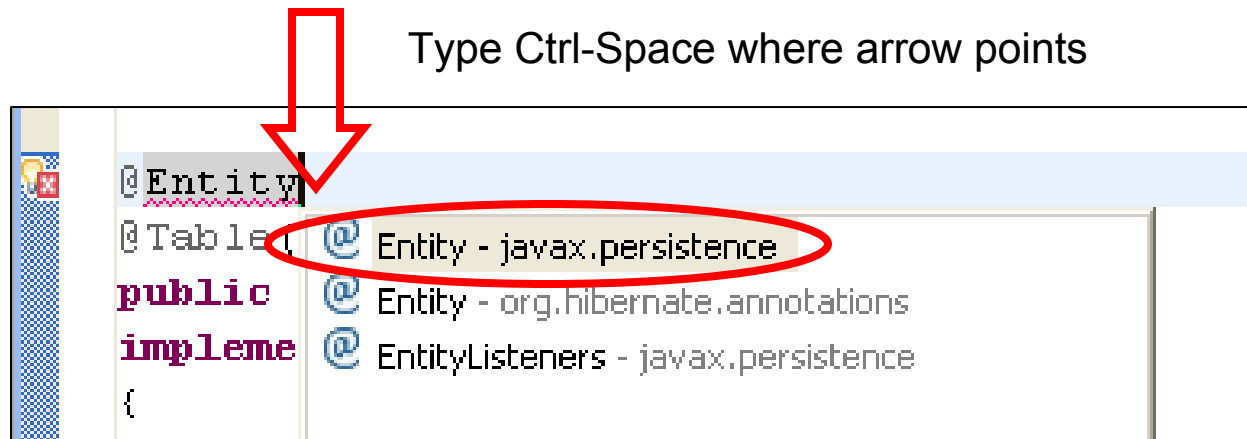 Type Ctrl-Space where arrow points
@Entity
@Table(
Entity - javax.persistence
public
Entity - org.hibernate.annotations
impleme
EntityListeners - javax.persistence
{